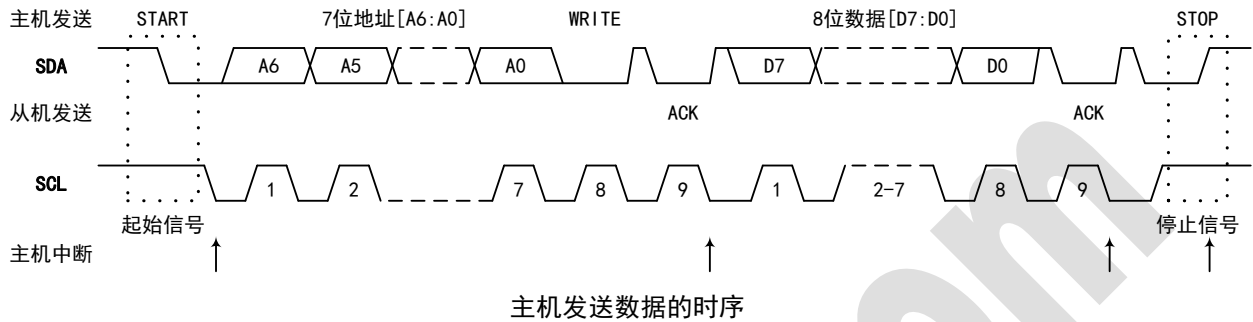 主机发送 START 7位地址[A6:A0] WRITE 8位数据[D7:D0] STOP
SDA A6 A5 A0 D7 D0
从机发送 ACK ACK
SCL 1 2 7 8 9 1 2-7 8 9
起始信号 停止信号
主机中断
主机发送数据的时序